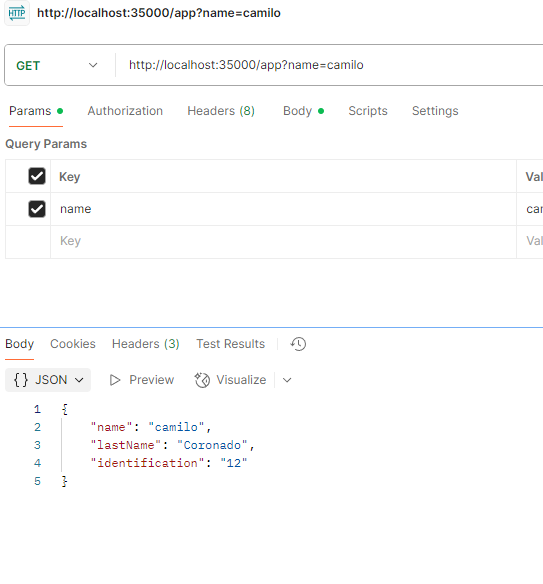 HTTP http://localhost:35000/app?name=camilo
GET http://localhost:35000/app?name=camilo
Params Authorization Headers (8) Body Scripts Settings
Query Params
Key Val
name car
Key Val
Body Cookies Headers (3) Test Results
{} JSON Preview Visualize
1 {
2 "name": "camilo",
3 "lastName": "Coronado",
4 "identification": "12"
5 }